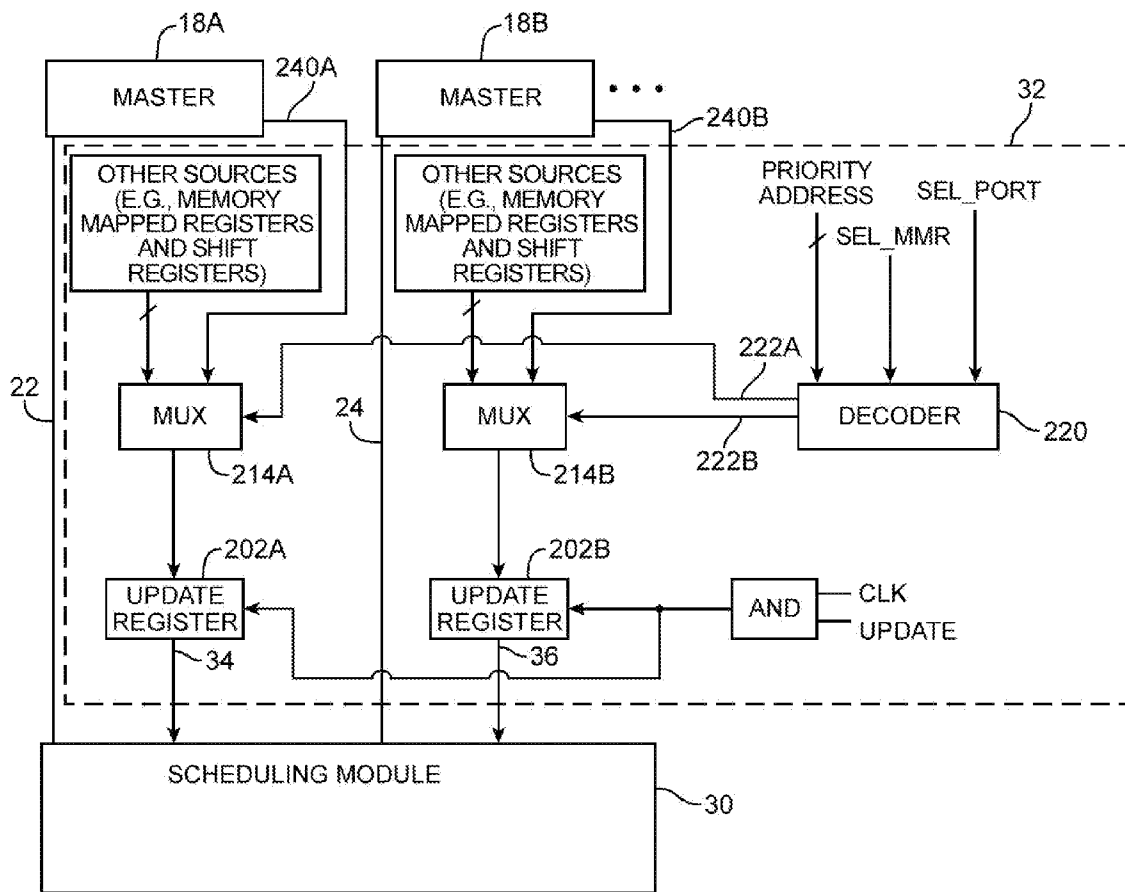 18A
18B
240A
MASTER
MASTER
• • •
240B
32
OTHER SOURCES
(E.G., MEMORY
MAPPED REGISTERS
AND SHIFT
REGISTERS)
OTHER SOURCES
(E.G., MEMORY
MAPPED REGISTERS
AND SHIFT
REGISTERS)
PRIORITY
ADDRESS
SEL_PORT
SEL_MMR
222A
22
MUX
24
MUX
DECODER
220
222B
214A
214B
202A
202B
UPDATE
REGISTER
UPDATE
REGISTER
AND
CLK
UPDATE
34
36
SCHEDULING MODULE
30